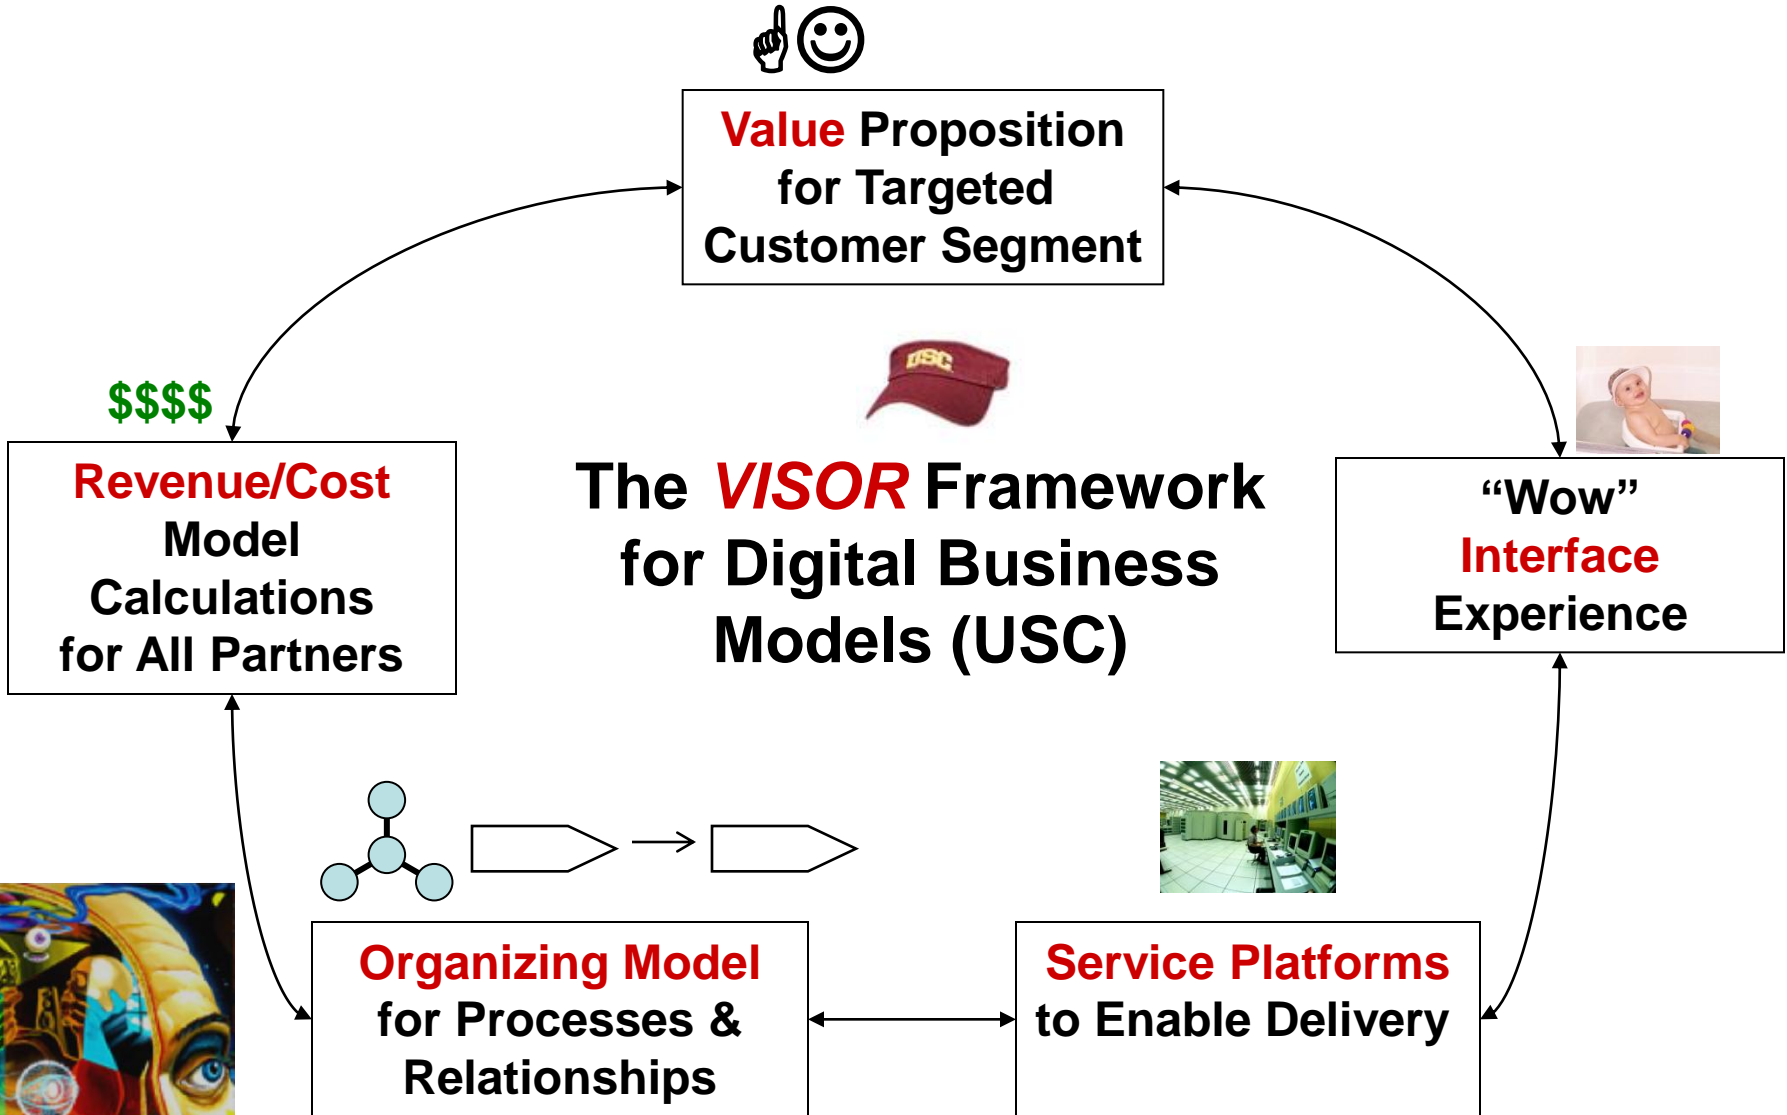 Value Proposition
for Targeted
Customer Segment
USC
$$$$
Revenue/Cost
Model
Calculations
for All Partners
The VISOR Framework
for Digital Business
Models (USC)
“Wow”
Interface
Experience
Organizing Model
for Processes &
Relationships
Service Platforms
to Enable Delivery